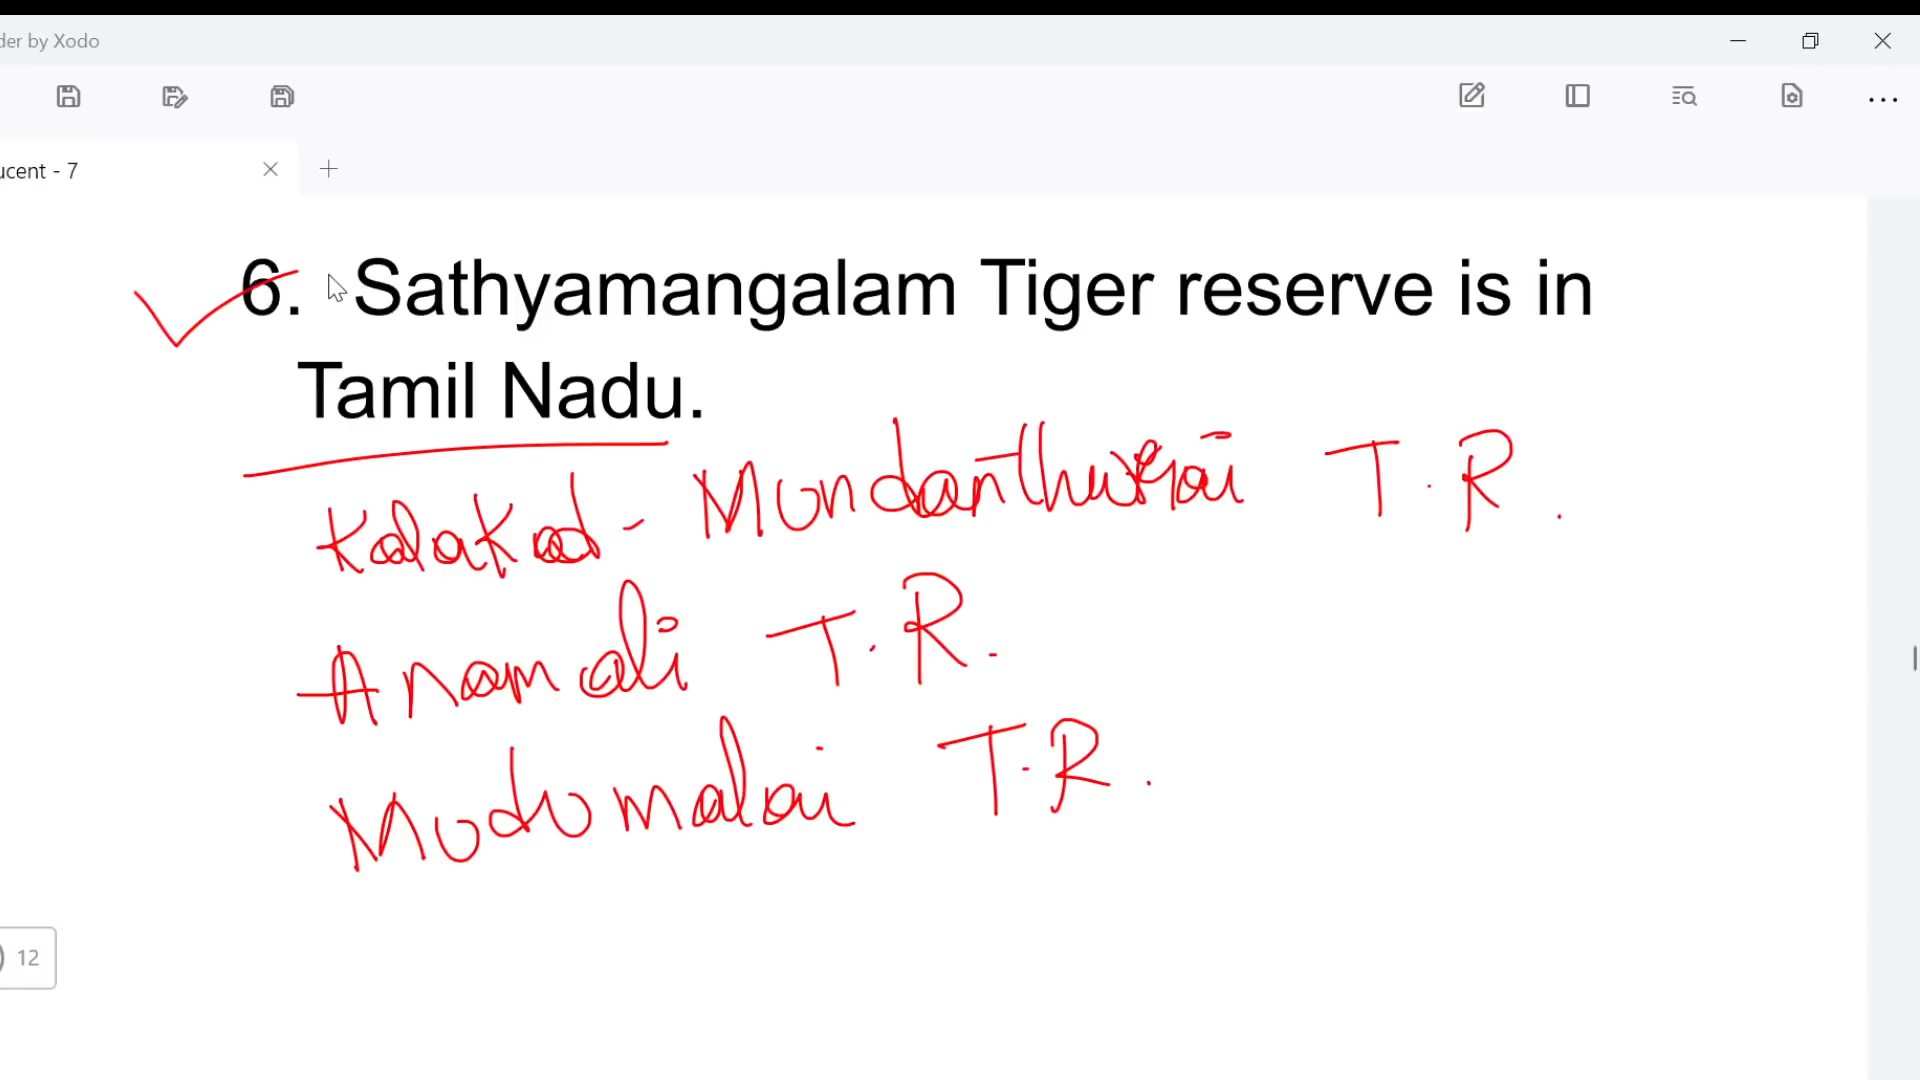 der by Xodo
ucent - 7
6. Sathyamangalam Tiger reserve is in
Tamil Nadu.
Kalakad - Mundanthurai T.R.
Anamali T.R.
Mudumalai T.R.
12